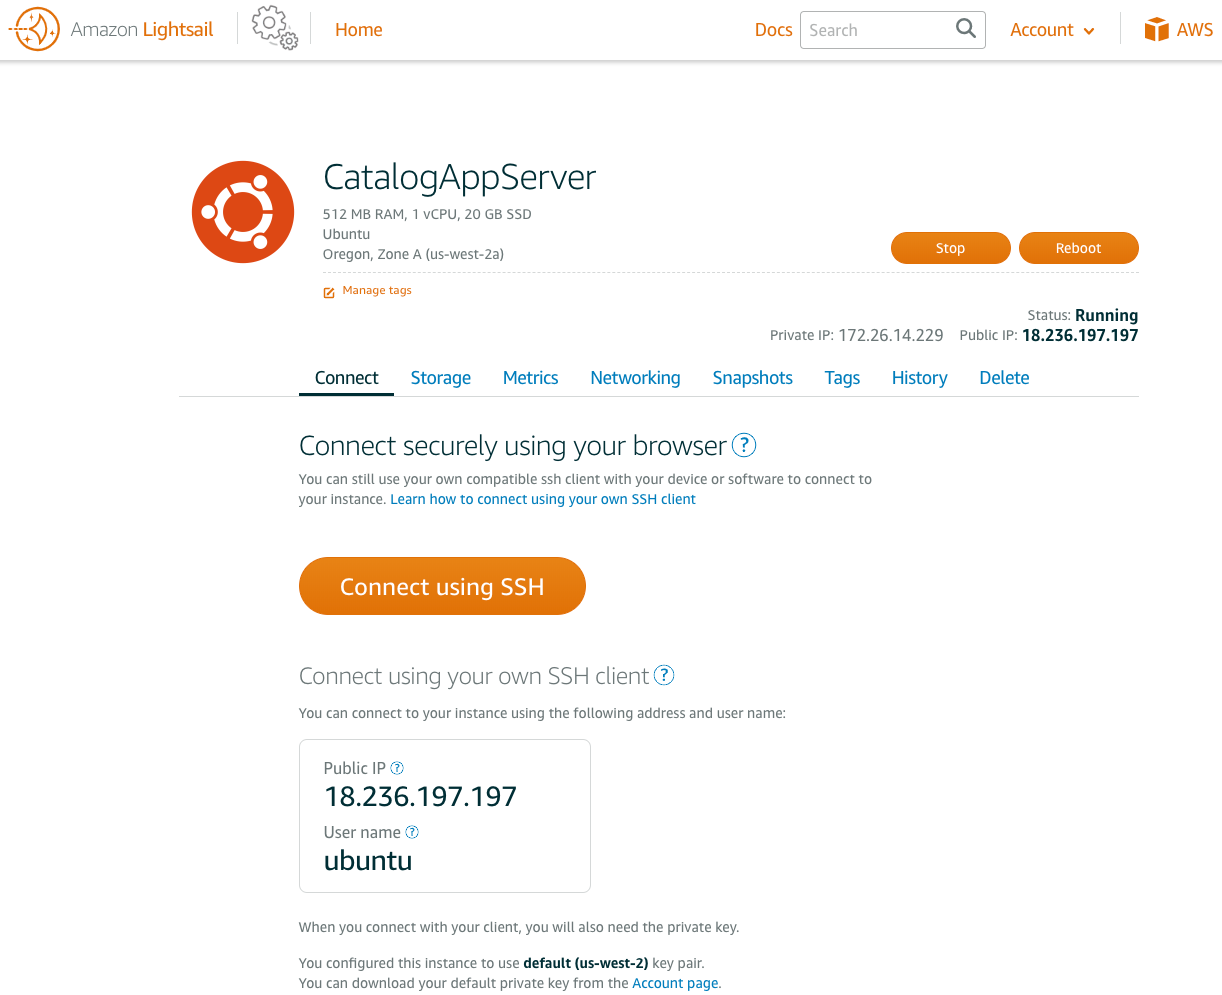 Amazon Lightsail
Home
Docs
Search
Account
AWS
CatalogAppServer
512 MB RAM, 1 vCPU, 20 GB SSD
Ubuntu
Oregon, Zone A (us-west-2a)
Stop
Reboot
Manage tags
Status: Running
Private IP: 172.26.14.229 Public IP: 18.236.197.197
Connect Storage Metrics Networking Snapshots Tags History Delete
Connect securely using your browser ?
You can still use your own compatible ssh client with your device or software to connect to
your instance. Learn how to connect using your own SSH client
Connect using SSH
Connect using your own SSH client ?
You can connect to your instance using the following address and user name:
Public IP ?
18.236.197.197
User name ?
ubuntu
When you connect with your client, you will also need the private key.
You configured this instance to use default (us-west-2) key pair.
You can download your default private key from the Account page.